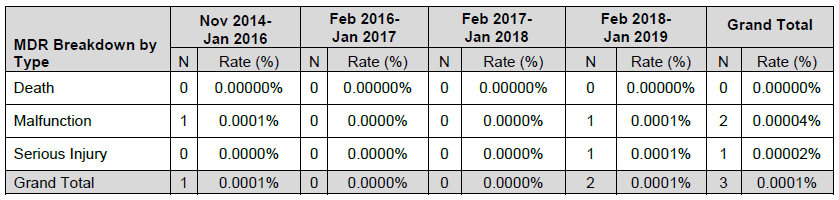 MDR Breakdown by Type Nov 2014-Jan 2016 Feb 2016-Jan 2017 Feb 2017-Jan 2018 Feb 2018-Jan 2019 Grand Total
N Rate (%) N Rate (%) N Rate (%) N Rate (%) N Rate (%)
Death 0 0.00000% 0 0.00000% 0 0.00000% 0 0.00000% 0 0.00000%
Malfunction 1 0.0001% 0 0.0000% 0 0.0000% 1 0.0001% 2 0.00004%
Serious Injury 0 0.0000% 0 0.0000% 0 0.0000% 1 0.0001% 1 0.00002%
Grand Total 1 0.0001% 0 0.0000% 0 0.0000% 2 0.0001% 3 0.0001%